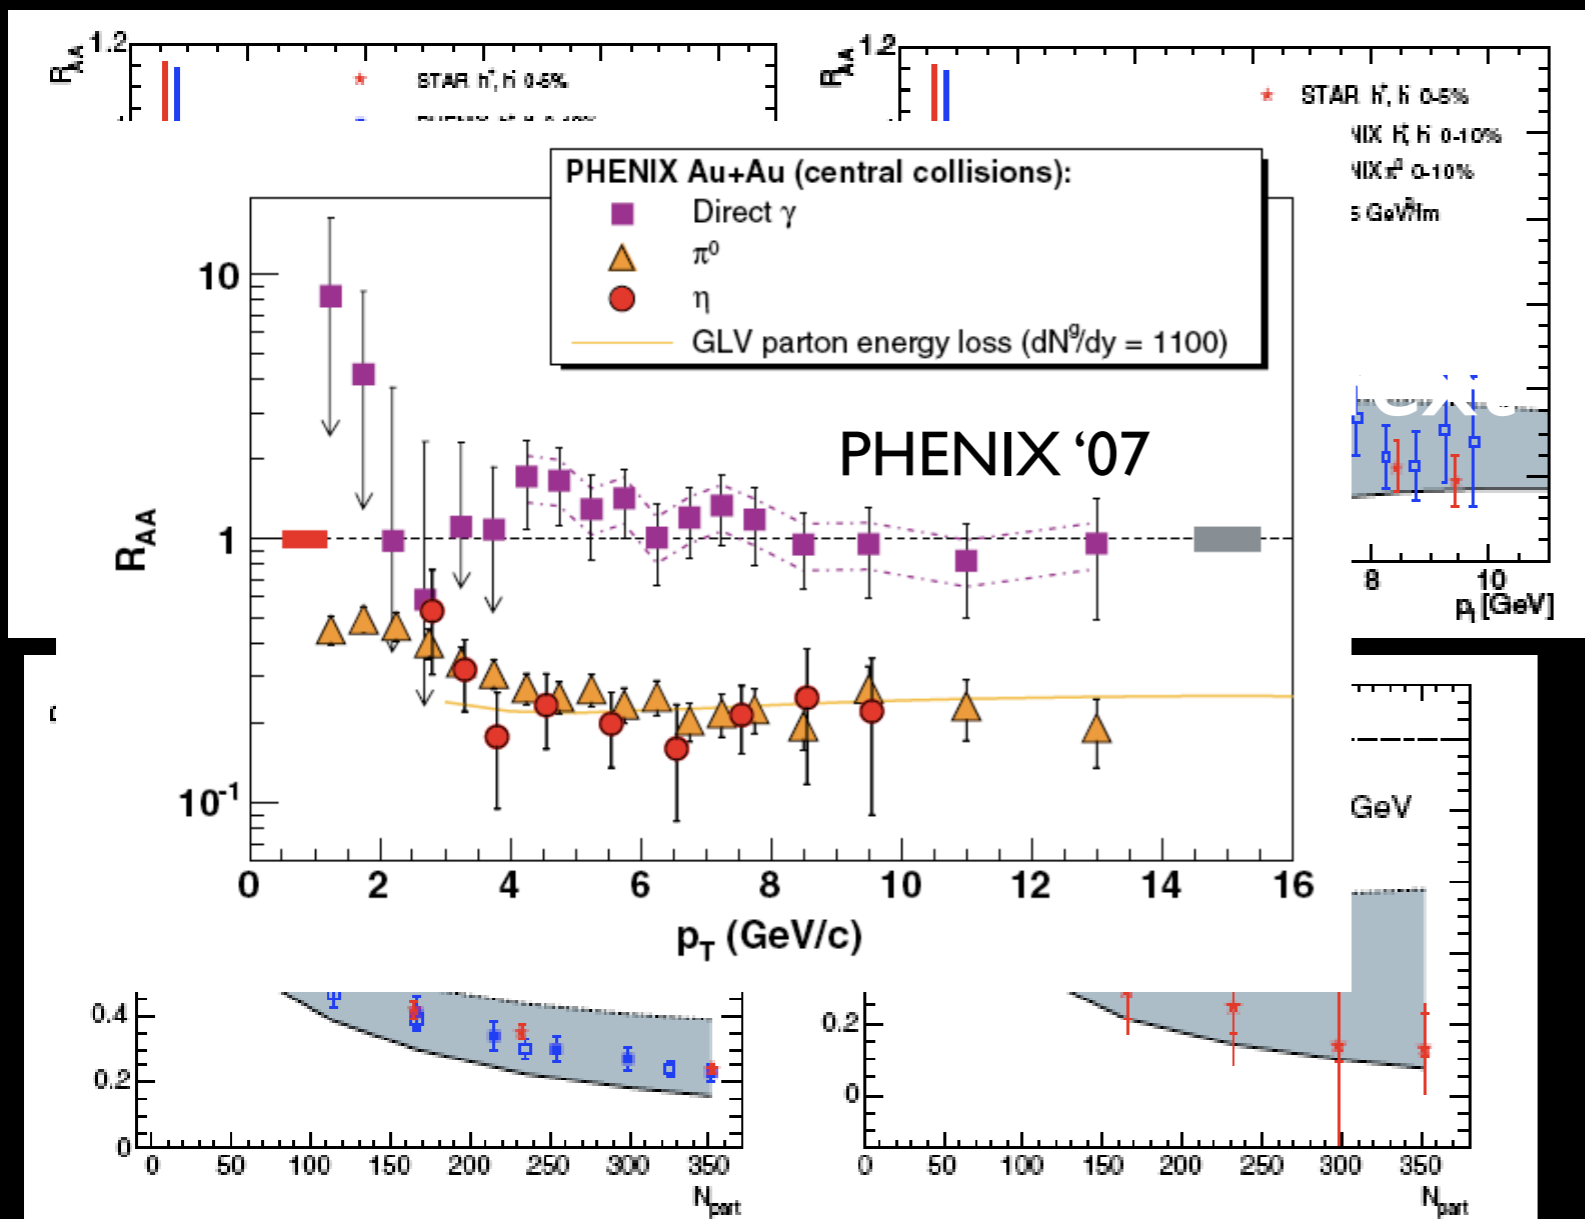 R_AA 1.2
STAR h⁺, h⁻ 0-5%
R_AA 1.2
STAR h⁺, h⁻ 0-5%
NIX h⁺, h⁻ 0-10%
NIX π⁰ 0-10%
5 GeV²/fm
PHENIX Au+Au (central collisions):
Direct γ
π⁰
η
GLV parton energy loss (dNᵍ/dy = 1100)
PHENIX ‘07
ext
10
1
10⁻¹
R_AA
0 2 4 6 8 10 12 14 16
p_T (GeV/c)
8 10
p_t [GeV]
GeV
0.4
0.2
0
0 50 100 150 200 250 300 350
N_part
0.2
0
0 50 100 150 200 250 300 350
N_part